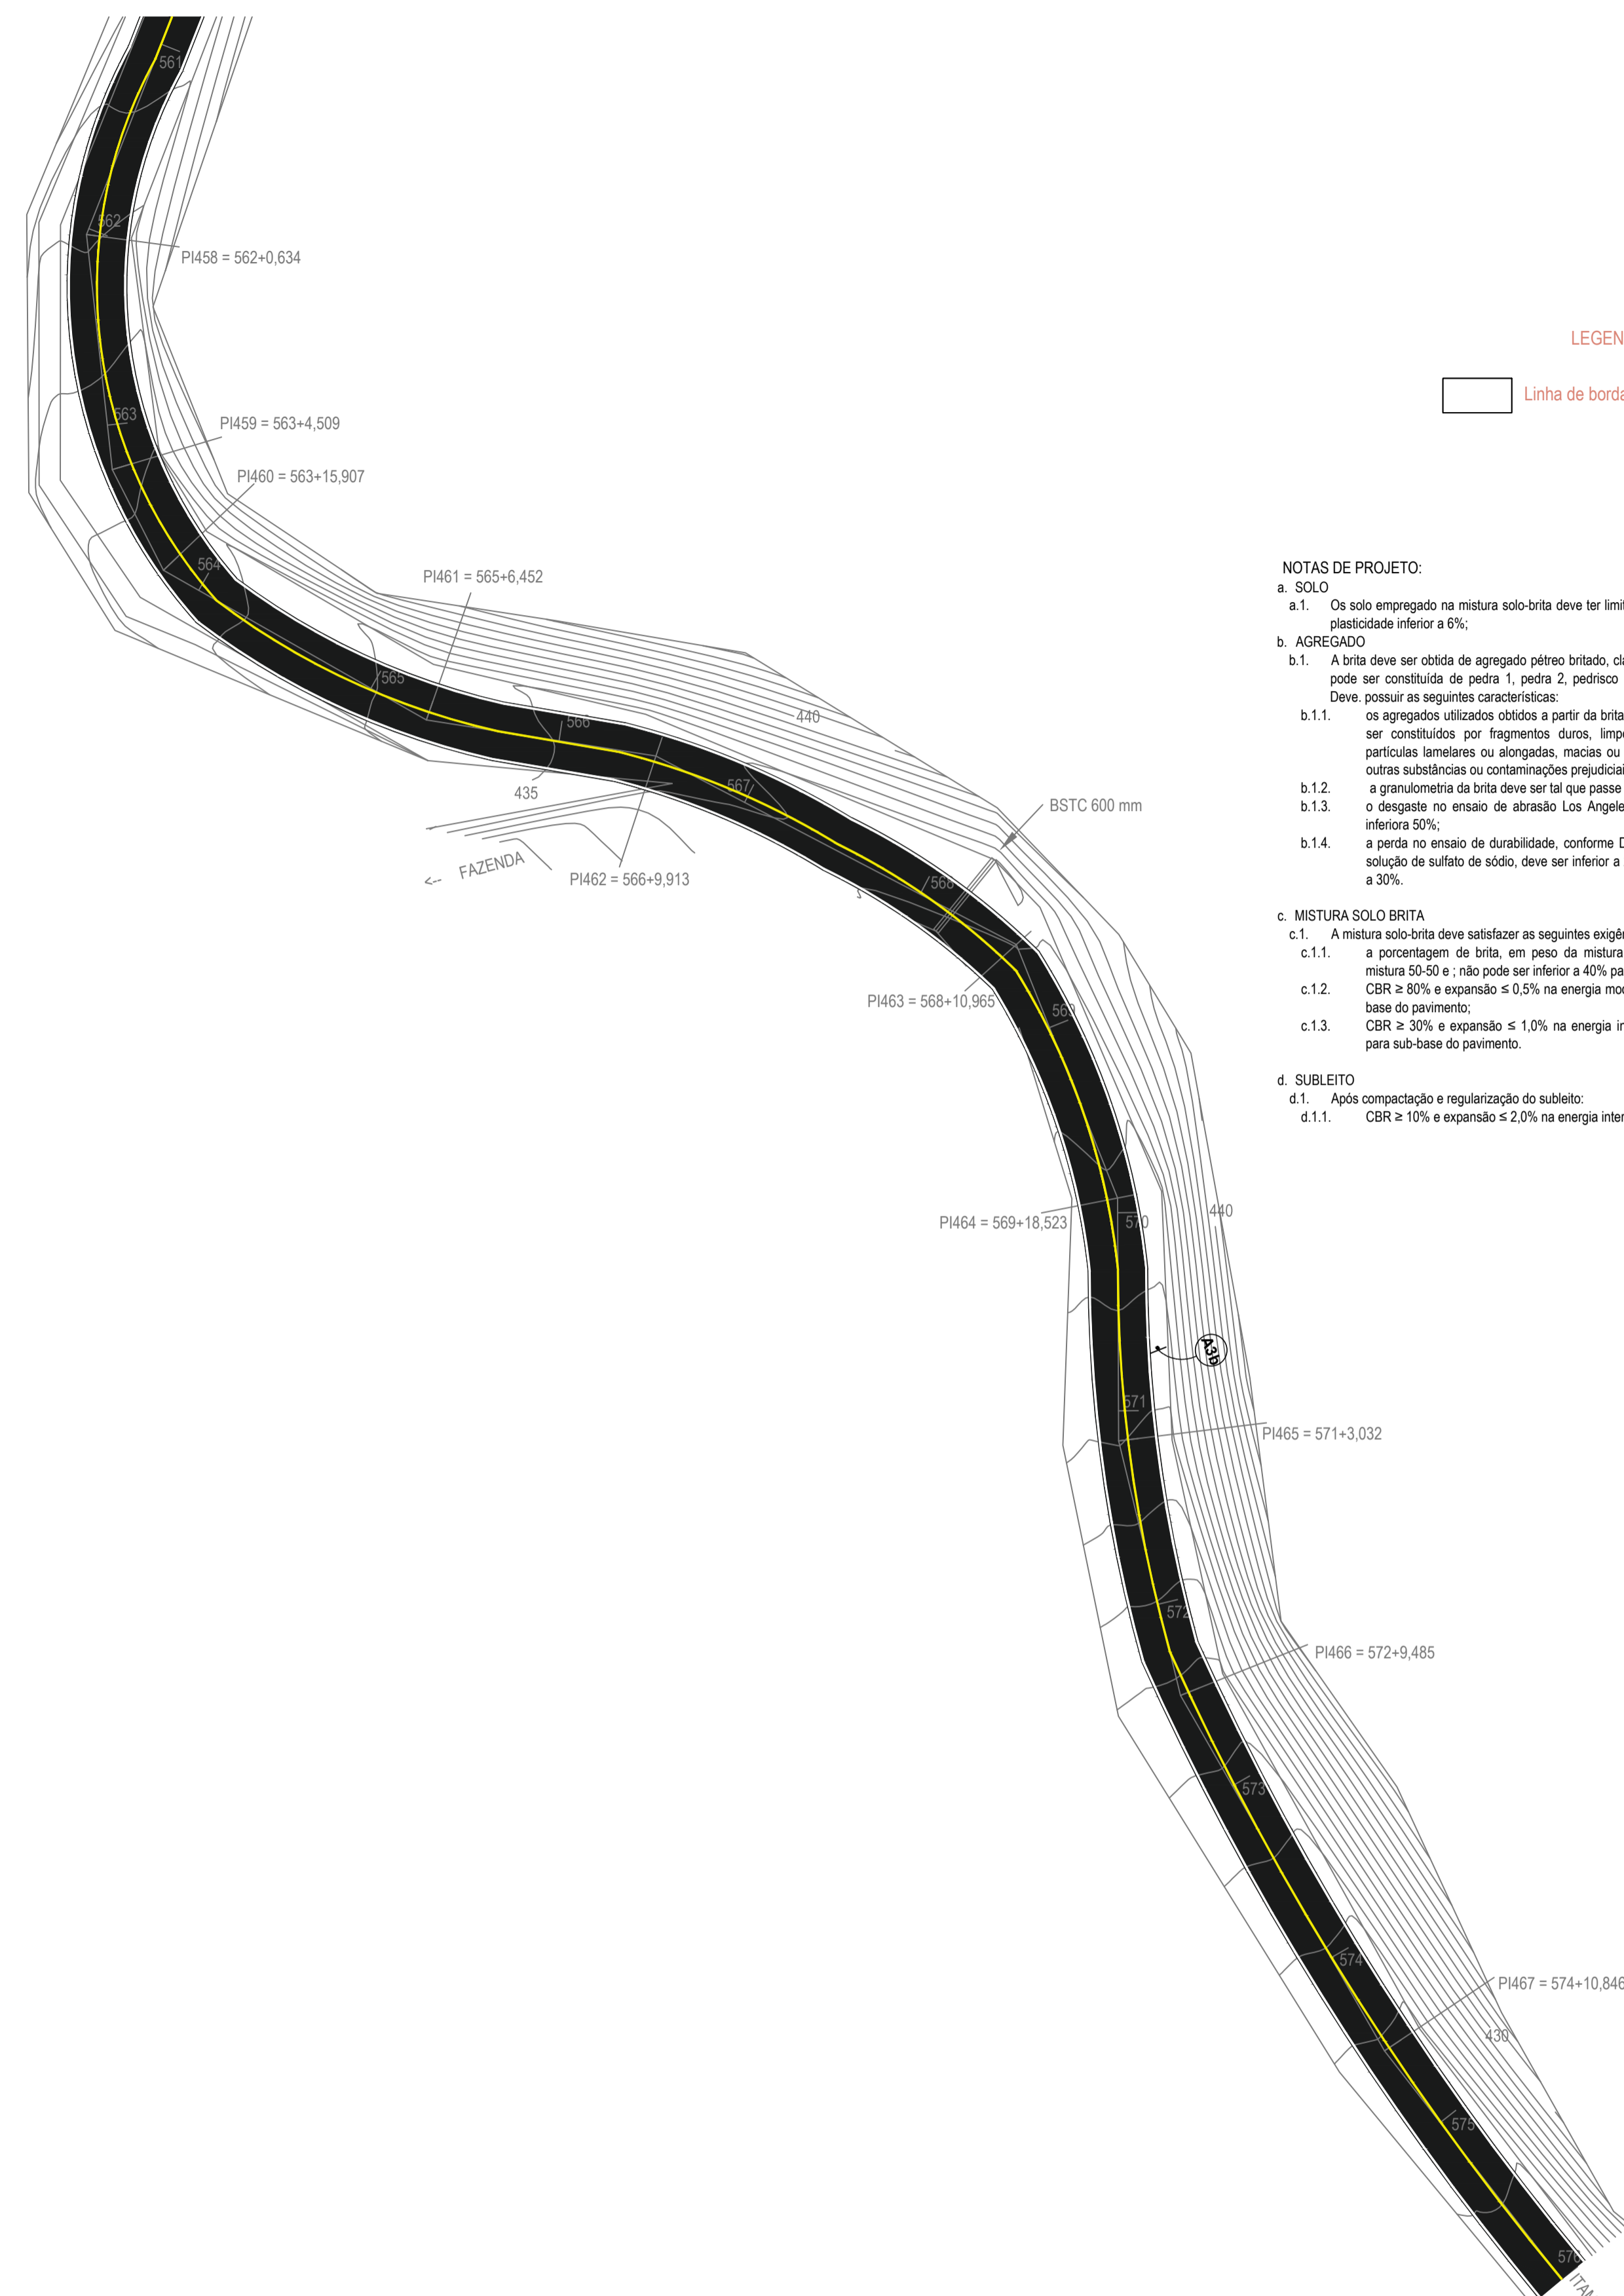 561
562
PI458 = 562+0,634
LEGEN
Linha de borda
563
PI459 = 563+4,509
PI460 = 563+15,907
564
PI461 = 565+6,452
565
566
440
435
567
<-- FAZENDA
PI462 = 566+9,913
BSTC 600 mm
568
PI463 = 568+10,965
569
NOTAS DE PROJETO:
a. SOLO
a.1. Os solo empregado na mistura solo-brita deve ter limit
plasticidade inferior a 6%;
b. AGREGADO
b.1. A brita deve ser obtida de agregado pétreo britado, cla
pode ser constituída de pedra 1, pedra 2, pedrisco
Deve. possuir as seguintes características:
b.1.1. os agregados utilizados obtidos a partir da brita
ser constituídos por fragmentos duros, limp
partículas lamelares ou alongadas, macias ou
outras substâncias ou contaminações prejudiciai
b.1.2. a granulometria da brita deve ser tal que passe
b.1.3. o desgaste no ensaio de abrasão Los Angele
inferiora 50%;
b.1.4. a perda no ensaio de durabilidade, conforme D
solução de sulfato de sódio, deve ser inferior a
a 30%.
c. MISTURA SOLO BRITA
c.1. A mistura solo-brita deve satisfazer as seguintes exigên
c.1.1. a porcentagem de brita, em peso da mistura
mistura 50-50 e ; não pode ser inferior a 40% pa
c.1.2. CBR ≥ 80% e expansão ≤ 0,5% na energia mod
base do pavimento;
c.1.3. CBR ≥ 30% e expansão ≤ 1,0% na energia in
para sub-base do pavimento.
d. SUBLEITO
d.1. Após compactação e regularização do subleito:
d.1.1. CBR ≥ 10% e expansão ≤ 2,0% na energia inter
PI464 = 569+18,523
570
440
A3b
571
PI465 = 571+3,032
572
PI466 = 572+9,485
573
574
PI467 = 574+10,846
430
575
576
ITA